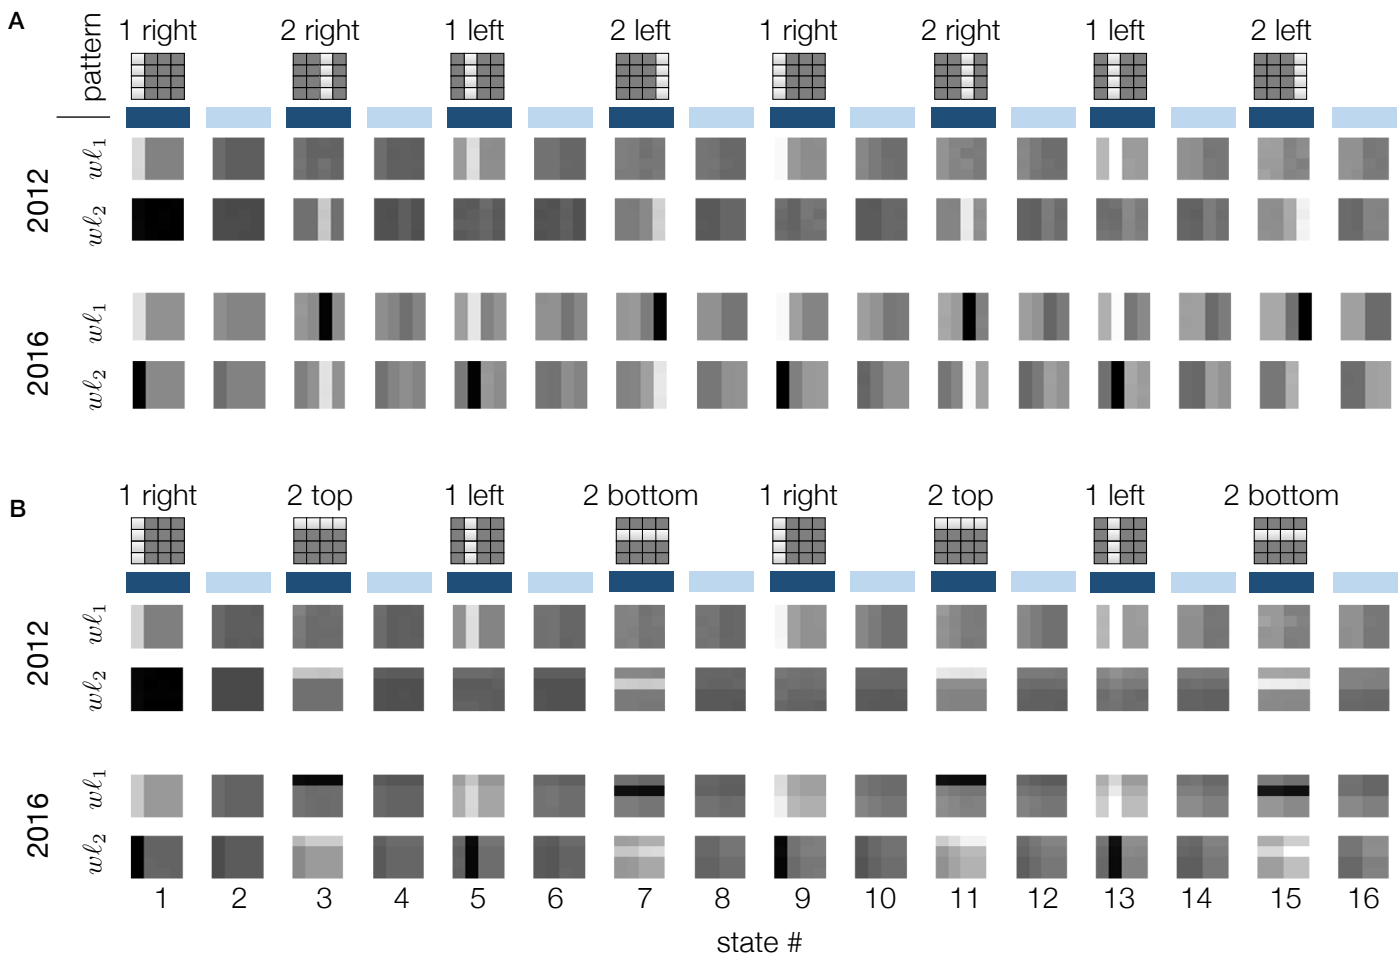 A
1 right 2 right 1 left 2 left 1 right 2 right 1 left 2 left
pattern
2012
wℓ1
wℓ2
2016
wℓ1
wℓ2
B
1 right 2 top 1 left 2 bottom 1 right 2 top 1 left 2 bottom
2012
wℓ1
wℓ2
2016
wℓ1
wℓ2
1 2 3 4 5 6 7 8 9 10 11 12 13 14 15 16
state #